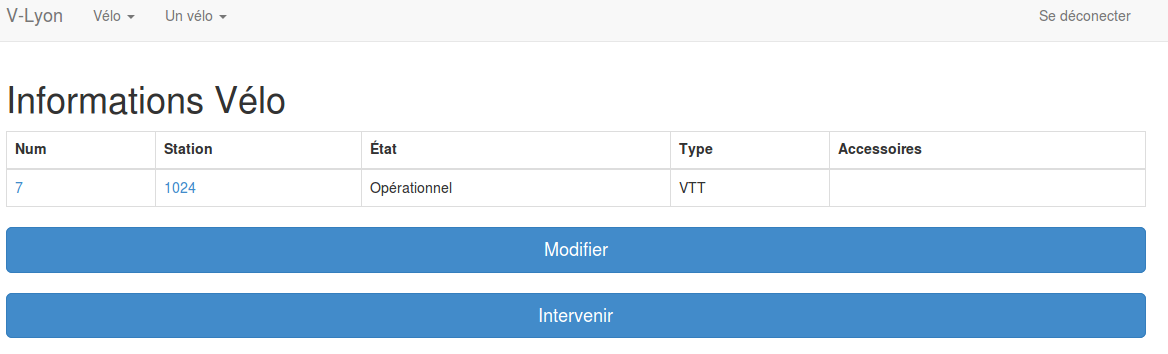 V-Lyon Vélo Un vélo Se déconecter
Informations Vélo
Num Station État Type Accessoires
7 1024 Opérationnel VTT
Modifier
Intervenir